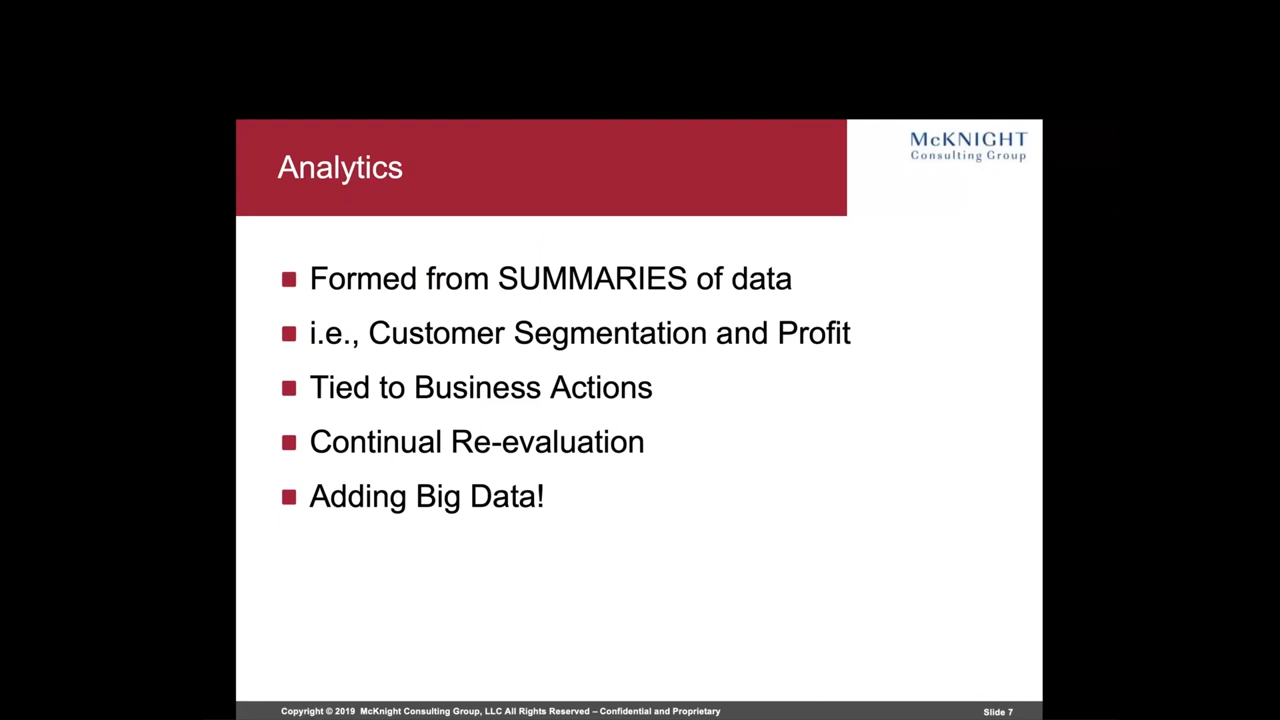 Analytics
McKNIGHT
Consulting Group
Formed from SUMMARIES of data
i.e., Customer Segmentation and Profit
Tied to Business Actions
Continual Re-evaluation
Adding Big Data!
Copyright © 2019 McKnight Consulting Group, LLC All Rights Reserved – Confidential and Proprietary
Slide 7